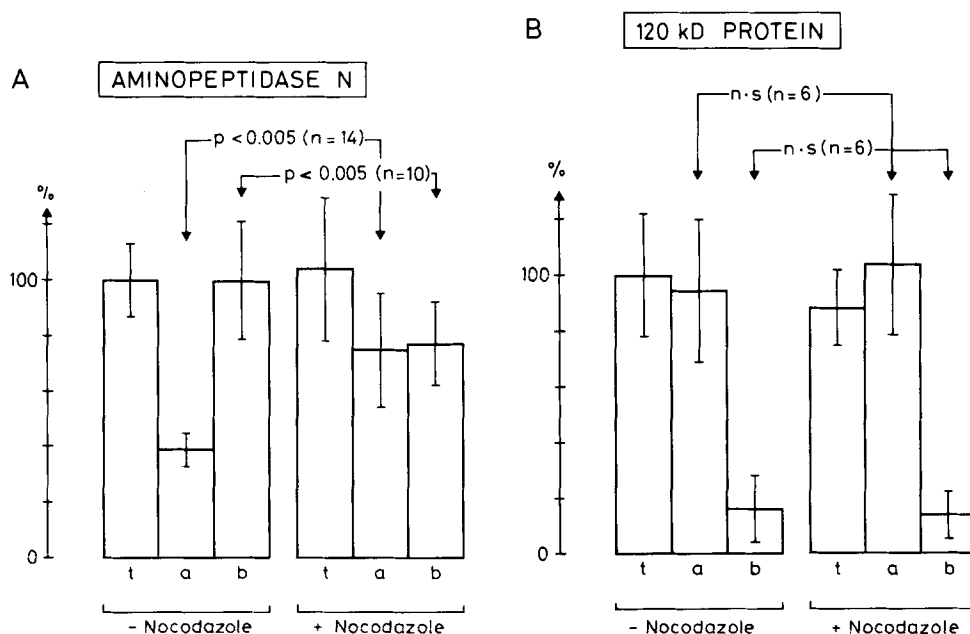 A
AMINOPEPTIDASE N
p < 0.005 (n = 14)
p < 0.005 (n=10)
%
100
0
t a b t a b
- Nocodazole + Nocodazole
B
120 kD PROTEIN
n·s (n=6)
n·s (n=6)
%
100
0
t a b t a b
- Nocodazole + Nocodazole